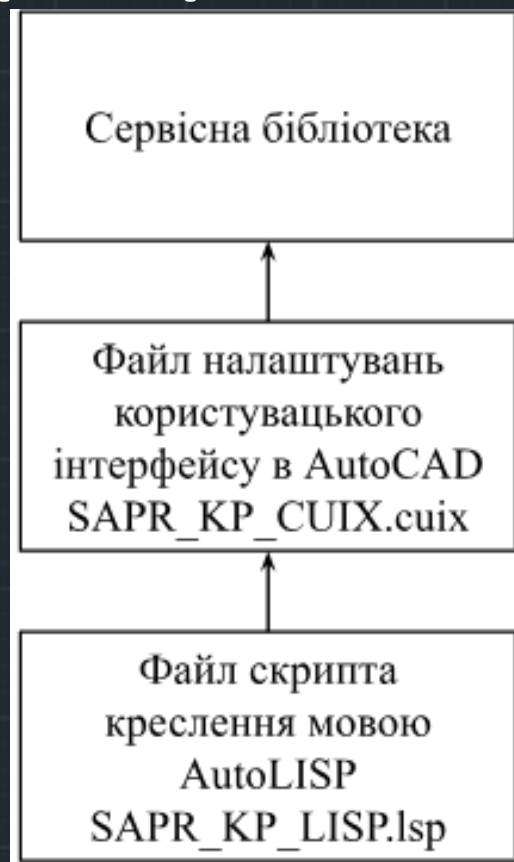 Сервісна бібліотека
Файл налаштувань
користувацького
інтерфейсу в AutoCAD
SAPR_KP_CUIX.cuix
Файл скрипта
креслення мовою
AutoLISP
SAPR_KP_LISP.lsp